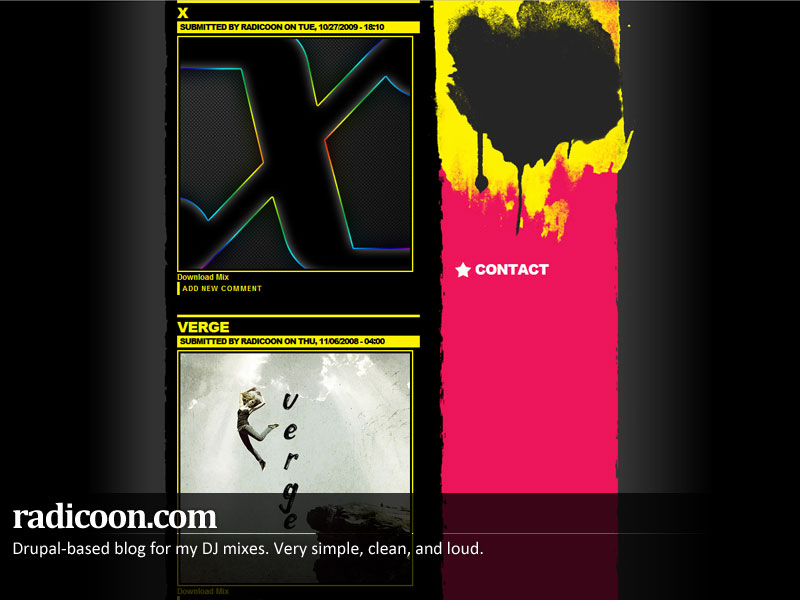 X
SUBMITTED BY RADICOON ON TUE, 10/27/2009 - 18:10
Download Mix
ADD NEW COMMENT
CONTACT
VERGE
SUBMITTED BY RADICOON ON THU, 11/06/2008 - 04:00
verge
radicoon.com
Drupal-based blog for my DJ mixes. Very simple, clean, and loud.
Download Mix